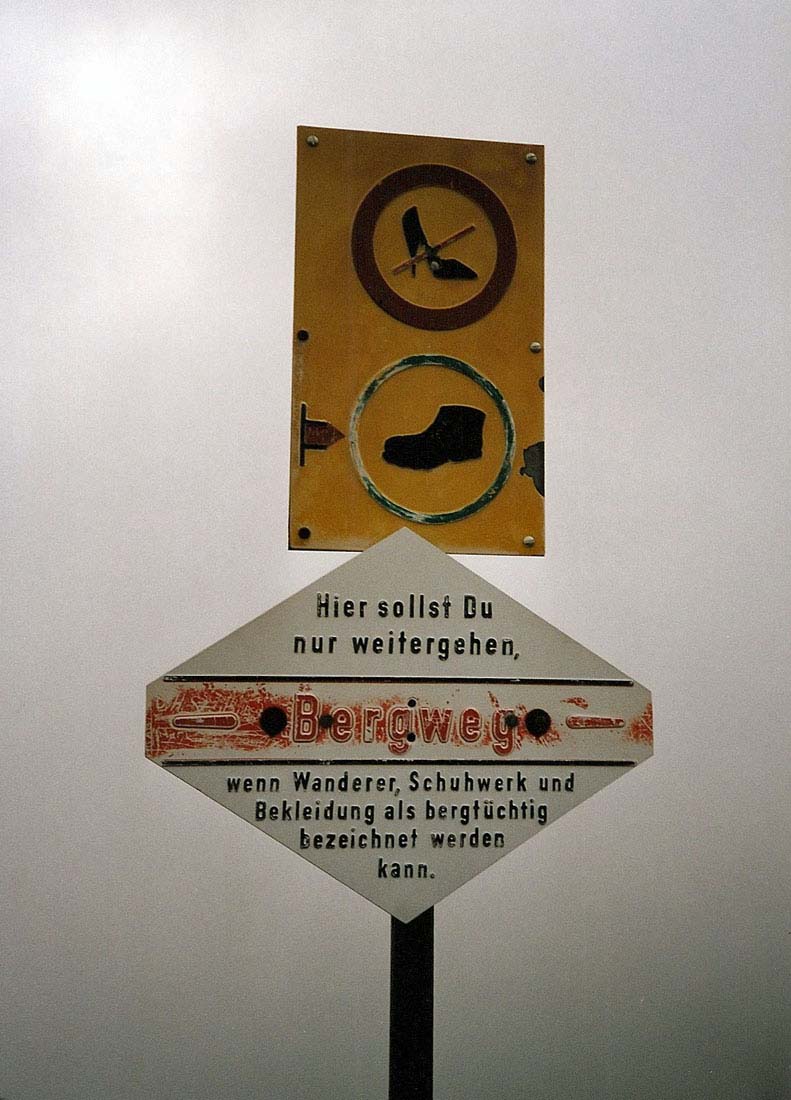 Hier sollst Du
nur weitergehen,
Bergweg
wenn Wanderer, Schuhwerk und
Bekleidung als bergtüchtig
bezeichnet werden
kann.